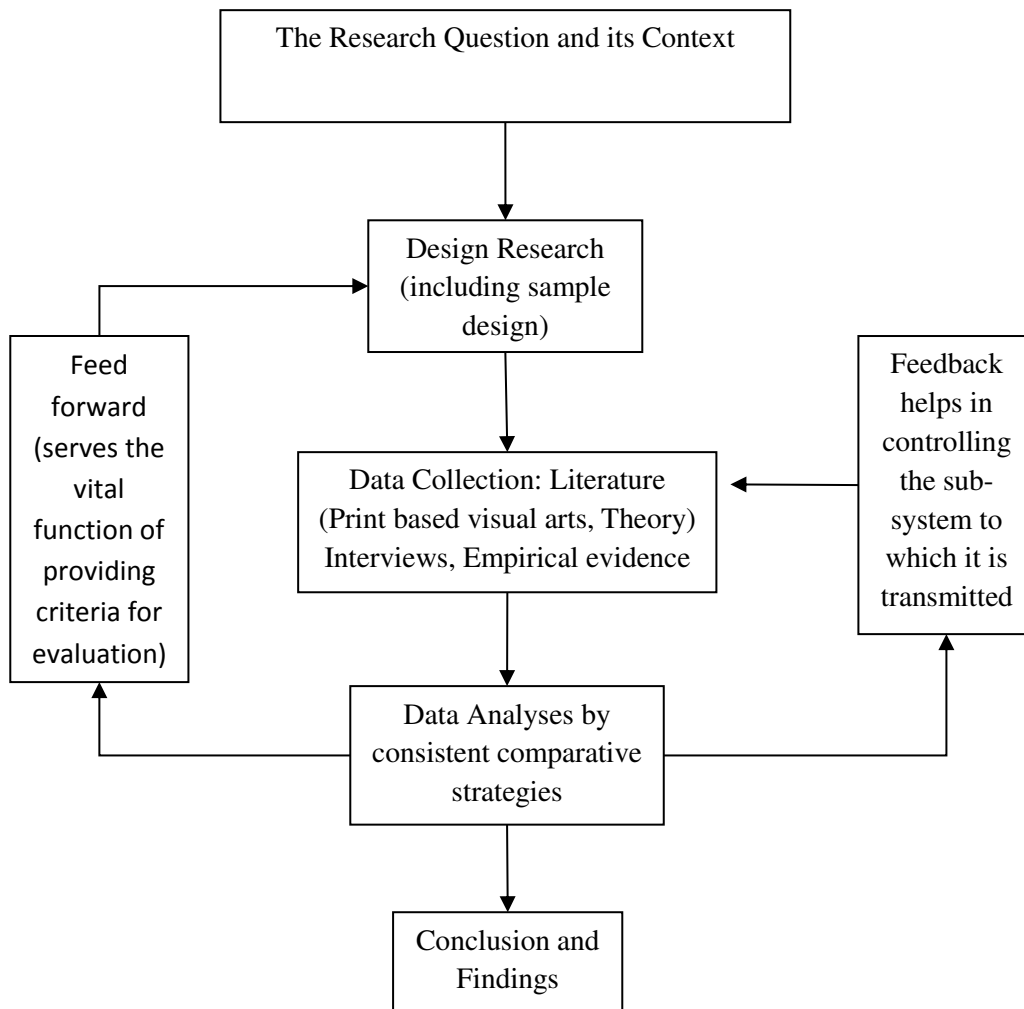 The Research Question and its Context
Design Research
(including sample
design)
Feed
forward
(serves the
vital
function of
providing
criteria for
evaluation)
Data Collection: Literature
(Print based visual arts, Theory)
Interviews, Empirical evidence
Feedback
helps in
controlling
the sub-
system to
which it is
transmitted
Data Analyses by
consistent comparative
strategies
Conclusion and
Findings